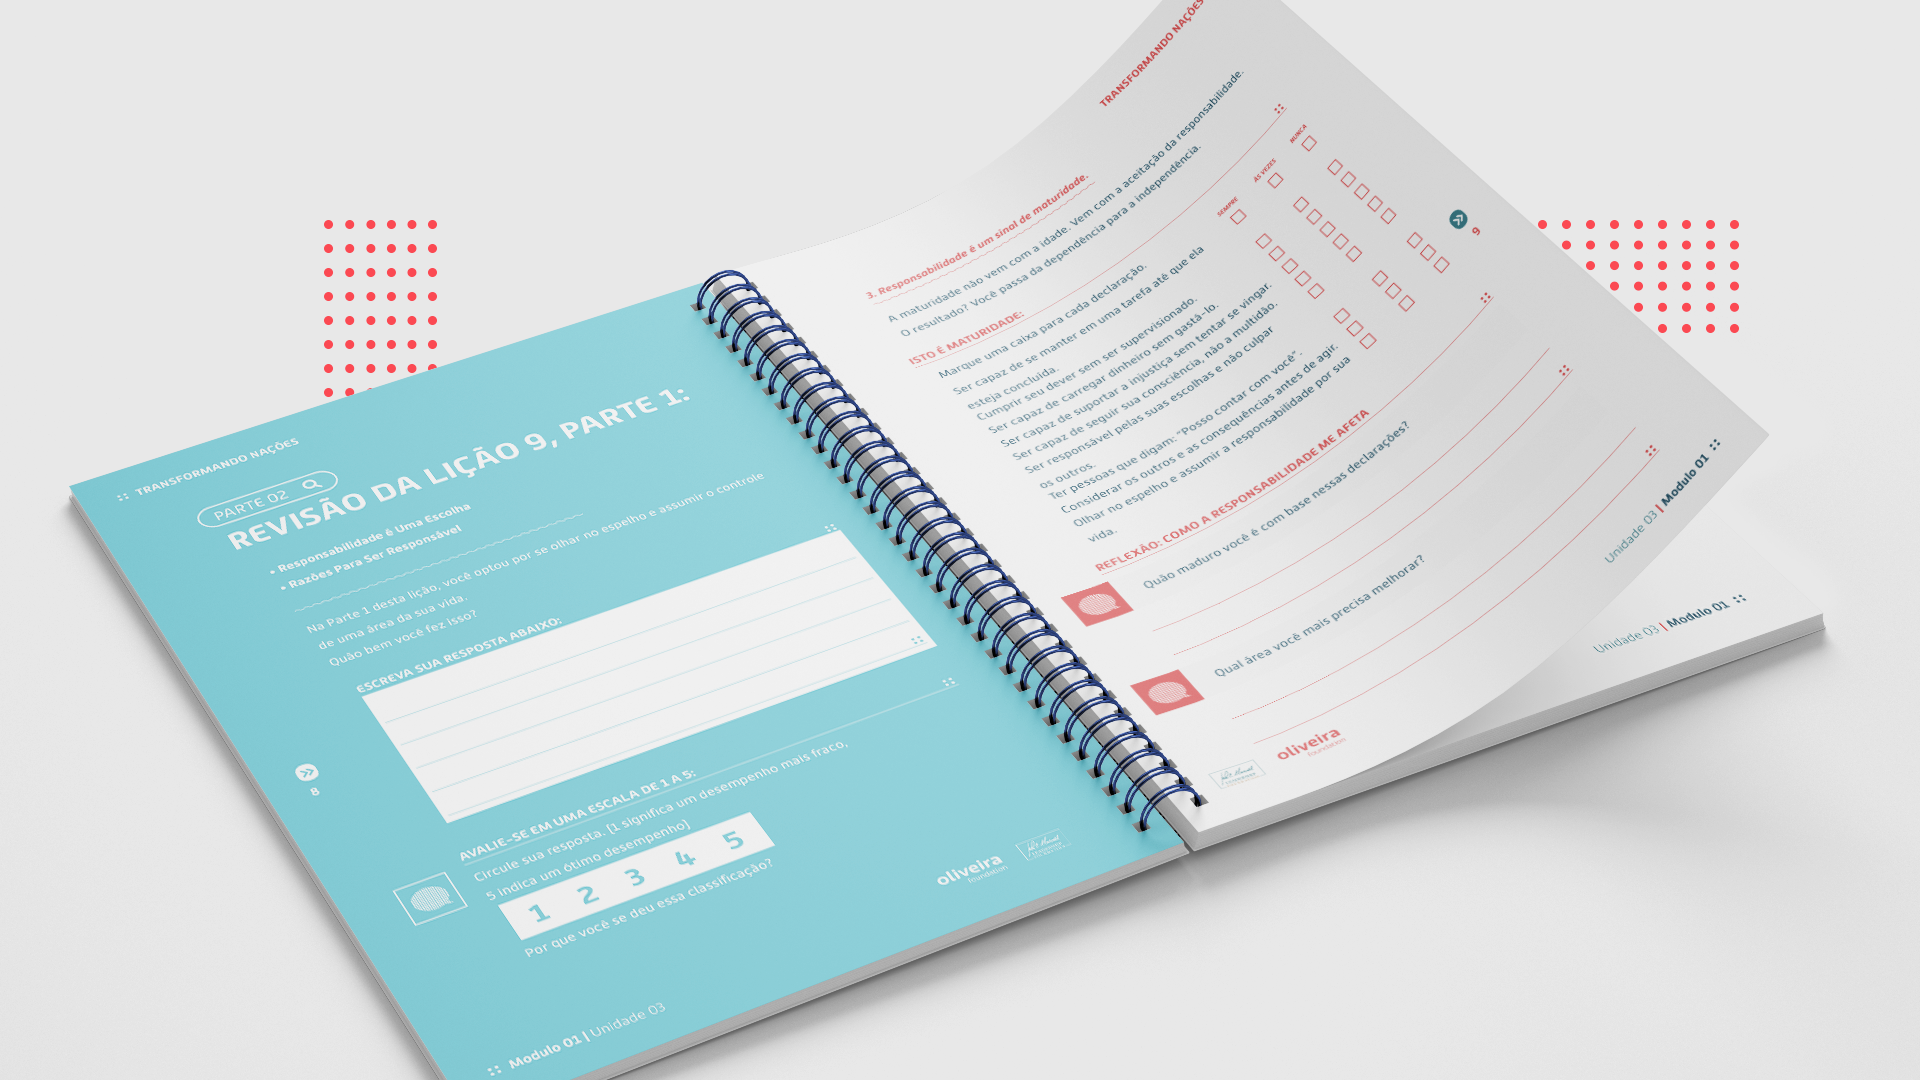 TRANSFORMANDO NAÇÕES
PARTE 02
REVISÃO DA LIÇÃO 9, PARTE 1:
• Responsabilidade é Uma Escolha
• Razões Para Ser Responsável
Na Parte 1 desta lição, você optou por se olhar no espelho e assumir o controle
de uma área da sua vida.
Quão bem você fez isso?
ESCREVA SUA RESPOSTA ABAIXO:
8
AVALIE-SE EM UMA ESCALA DE 1 A 5:
Circule sua resposta. [1 significa um desempenho mais fraco,
5 indica um ótimo desempenho]
1 2 3 4 5
Por que você se deu essa classificação?
oliveira
foundation
Modulo 01 | Unidade 03
TRANSFORMANDO NAÇÕES
3. Responsabilidade é um sinal de maturidade.
A maturidade não vem com a idade. Vem com a aceitação da responsabilidade.
O resultado? Você passa da dependência para a independência.
ISTO É MATURIDADE:
Marque uma caixa para cada declaração.
SEMPRE
ÀS VEZES
NUNCA
Ser capaz de se manter em uma tarefa até que ela
esteja concluída.
Cumprir seu dever sem ser supervisionado.
Ser capaz de carregar dinheiro sem gastá-lo.
Ser capaz de suportar a injustiça sem tentar se vingar.
Ser capaz de seguir sua consciência, não a multidão.
Ser responsável pelas suas escolhas e não culpar
os outros.
Ter pessoas que digam: "Posso contar com você".
Considerar os outros e as consequências antes de agir.
Olhar no espelho e assumir a responsabilidade por sua
vida.
9
REFLEXÃO: COMO A RESPONSABILIDADE ME AFETA
Quão maduro você é com base nessas declarações?
Qual área você mais precisa melhorar?
oliveira
foundation
Unidade 03 | Modulo 01
Unidade 03 | Modulo 01